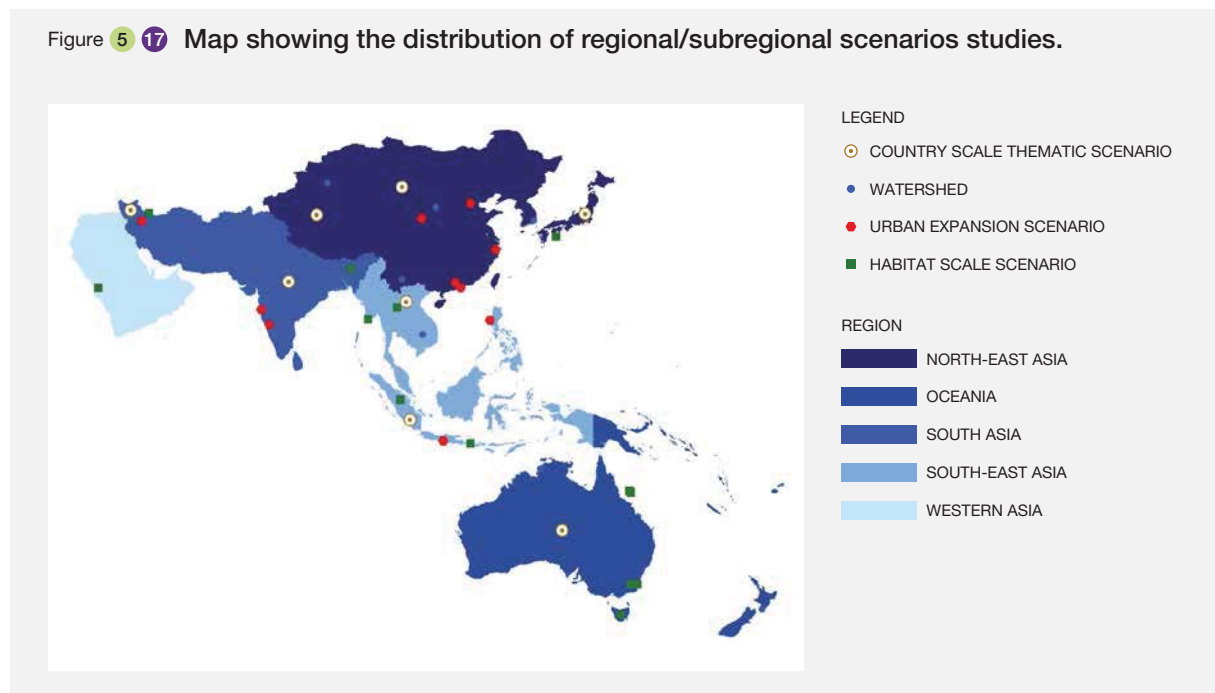 Figure 5 17 Map showing the distribution of regional/subregional scenarios studies.
LEGEND
COUNTRY SCALE THEMATIC SCENARIO
WATERSHED
URBAN EXPANSION SCENARIO
HABITAT SCALE SCENARIO
REGION
NORTH-EAST ASIA
OCEANIA
SOUTH ASIA
SOUTH-EAST ASIA
WESTERN ASIA